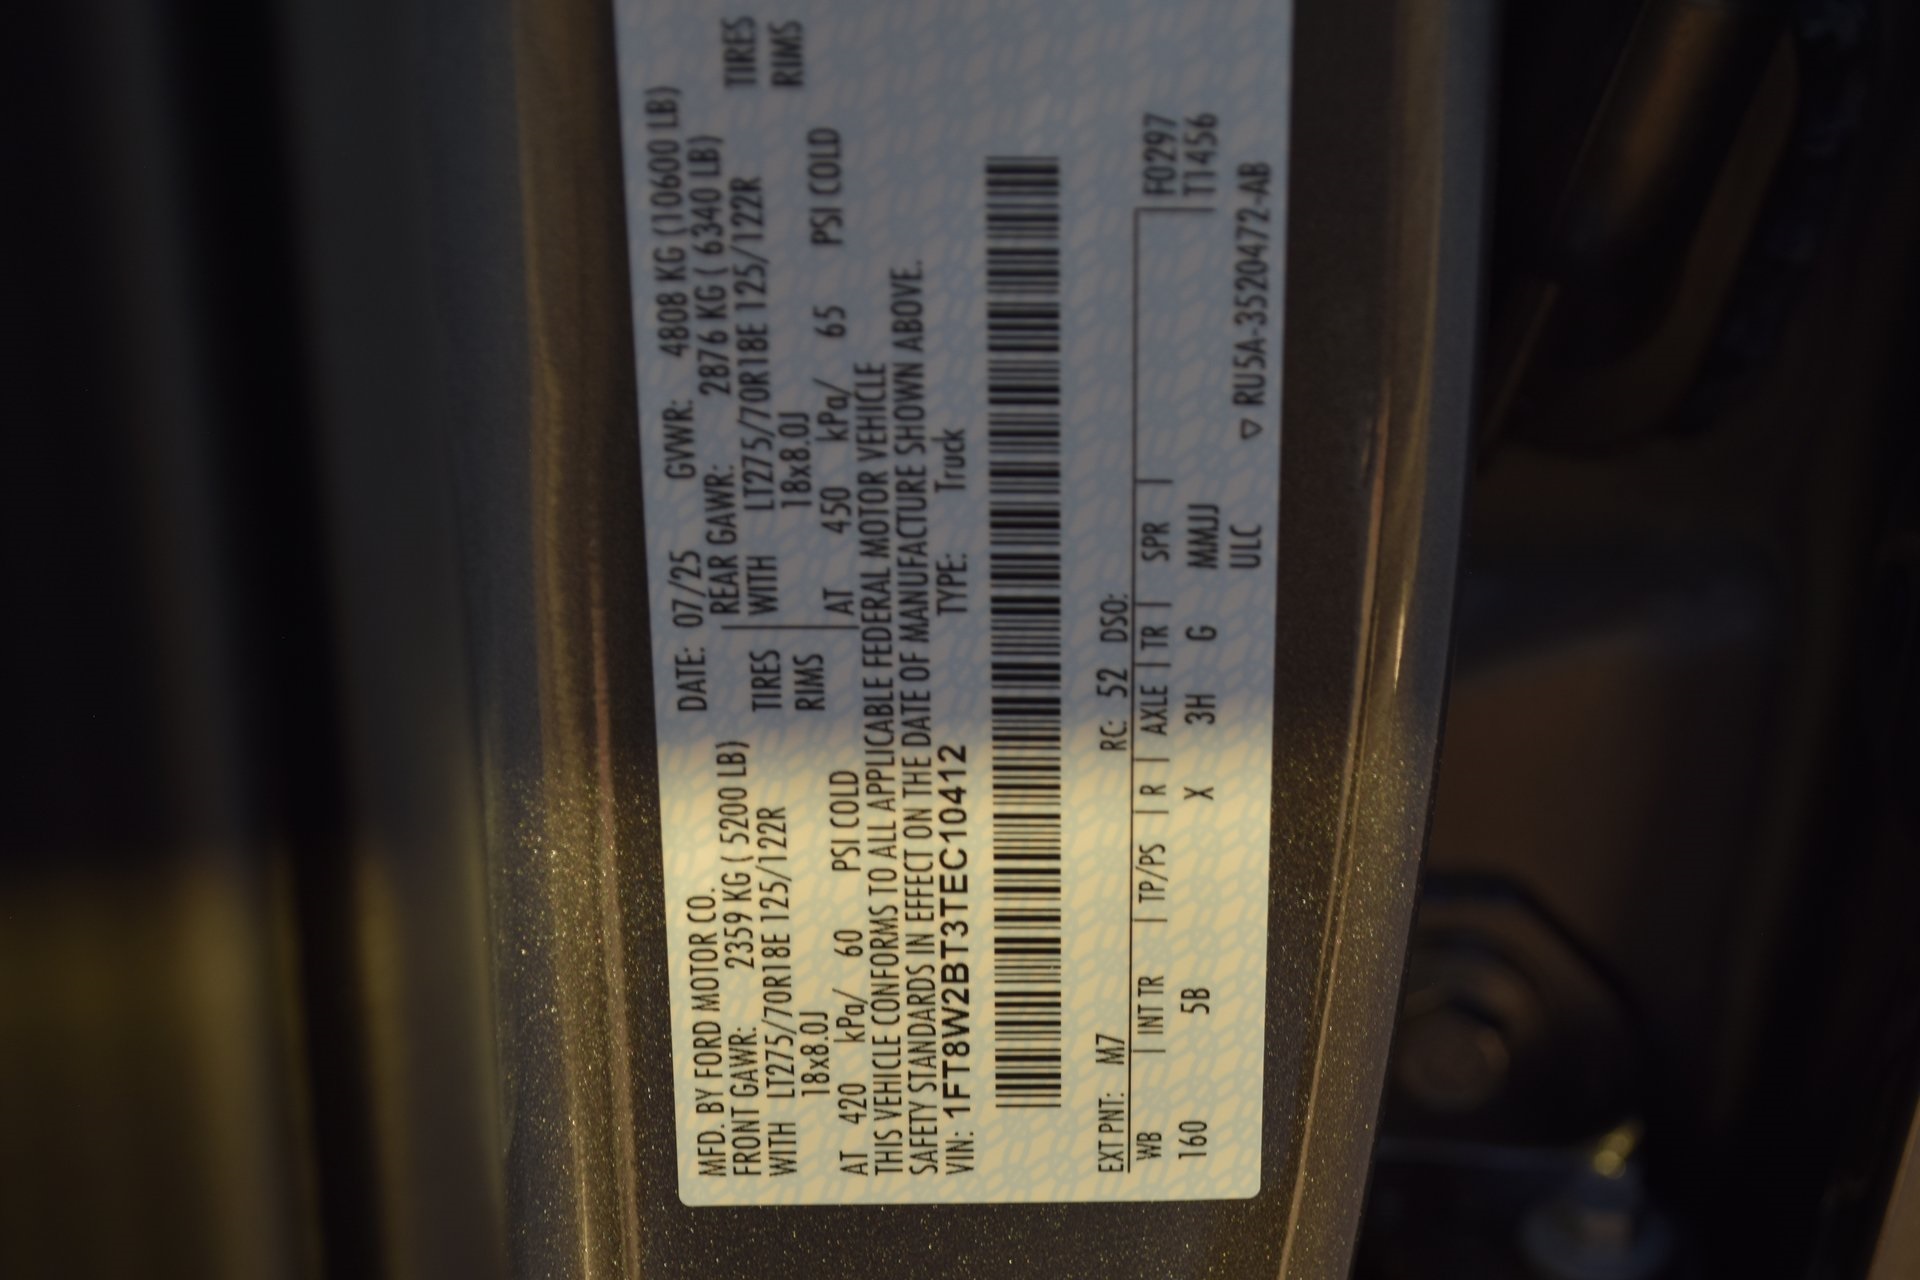 MFD. BY FORD MOTOR CO. DATE: 07/25 GVWR: 4808 KG (10600 LB)
FRONT GAWR: 2359 KG ( 5200 LB) REAR GAWR: 2876 KG ( 6340 LB)
WITH LT275/70R18E 125/122R TIRES WITH LT275/70R18E 125/122R TIRES
18x8.0J RIMS 18x8.0J RIMS
AT 420 kPa/ 60 PSI COLD AT 450 kPa/ 65 PSI COLD
THIS VEHICLE CONFORMS TO ALL APPLICABLE FEDERAL MOTOR VEHICLE
SAFETY STANDARDS IN EFFECT ON THE DATE OF MANUFACTURE SHOWN ABOVE.
VIN: 1FT8W2BT3TEC10412 TYPE: Truck
EXT PNT: M7 RC: 52 DSO:
WB | INT TR | TP/PS | R | AXLE | TR | SPR | F0297
160 5B X 3H G MMJJ T1456
ULC ▽ RU5A-3520472-AB